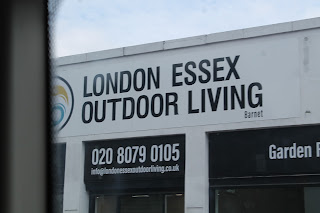 LONDON ESSEX
OUTDOOR LIVING
Barnet
020 8079 0105
info@londonessexoutdoorliving.co.uk
Garden